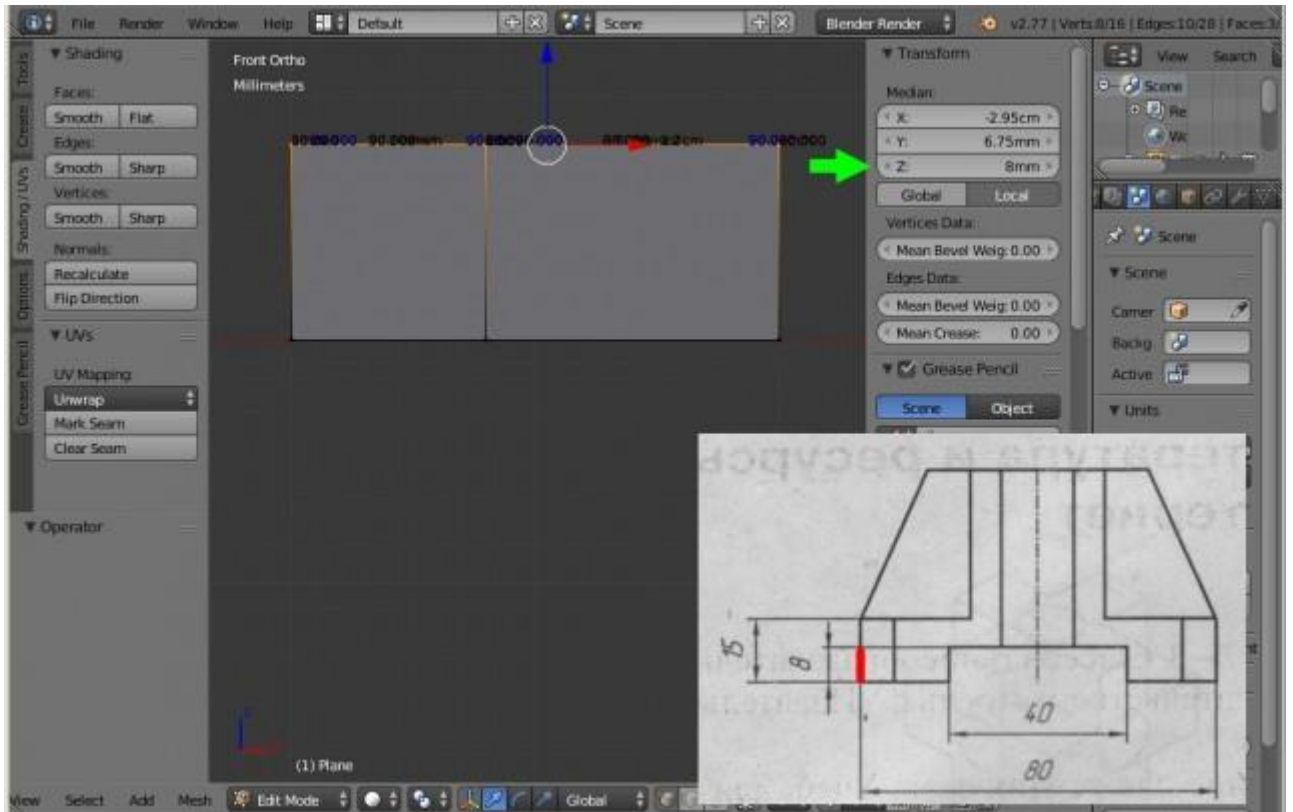 File Render Window Help Default Scene Blender Render v2.77 | Verts:8/16 | Edges:10/28 | Faces:3/
Tools
Create
Shading / UVs
Options
Grease Pencil
Shading
Faces:
Smooth Flat
Edges:
Smooth Sharp
Vertices:
Smooth Sharp
Normals:
Recalculate
Flip Direction
UVs
UV Mapping:
Unwrap
Mark Seam
Clear Seam
Operator
Front Ortho
Millimeters
(1) Plane
Transform
Median:
X: -2.95cm
Y: 6.75mm
Z: 8mm
Global Local
Vertices Data:
Mean Bevel Weig: 0.00
Edges Data:
Mean Bevel Weig: 0.00
Mean Crease: 0.00
Grease Pencil
Scene Object
View Search
Scene
Re
Wc
Scene
Scene
Camer
Backg
Active
Units
15
8
40
80
View Select Add Mesh Edit Mode Global